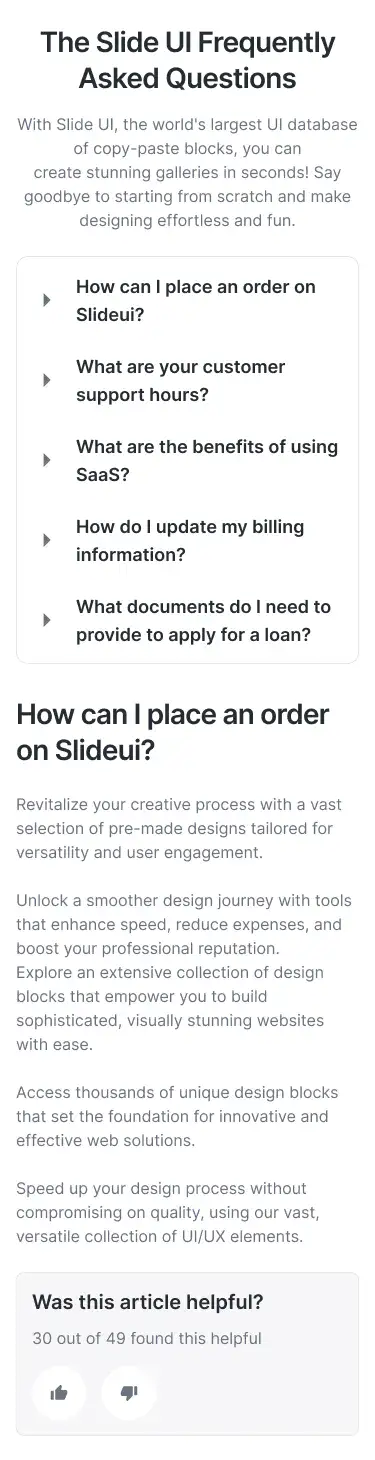 The Slide UI Frequently
Asked Questions
With Slide UI, the world's largest UI database
of copy-paste blocks, you can
create stunning galleries in seconds! Say
goodbye to starting from scratch and make
designing effortless and fun.
How can I place an order on
Slideui?
What are your customer
support hours?
What are the benefits of using
SaaS?
How do I update my billing
information?
What documents do I need to
provide to apply for a loan?
How can I place an order
on Slideui?
Revitalize your creative process with a vast
selection of pre-made designs tailored for
versatility and user engagement.
Unlock a smoother design journey with tools
that enhance speed, reduce expenses, and
boost your professional reputation.
Explore an extensive collection of design
blocks that empower you to build
sophisticated, visually stunning websites
with ease.
Access thousands of unique design blocks
that set the foundation for innovative and
effective web solutions.
Speed up your design process without
compromising on quality, using our vast,
versatile collection of UI/UX elements.
Was this article helpful?
30 out of 49 found this helpful